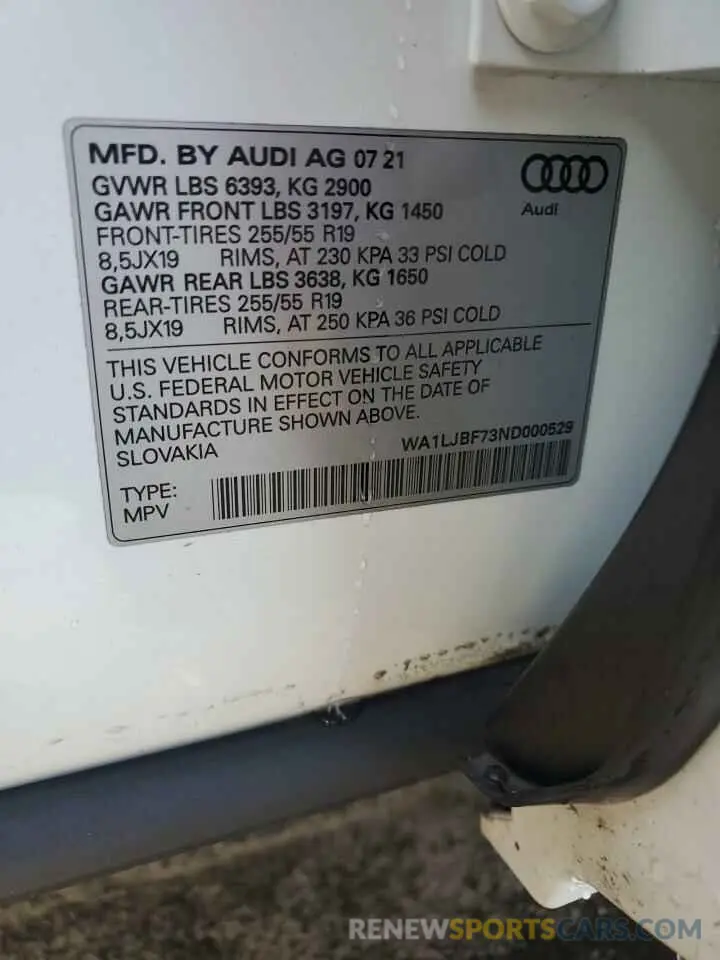 MFD. BY AUDI AG 07 21
GVWR LBS 6393, KG 2900
GAWR FRONT LBS 3197, KG 1450
FRONT-TIRES 255/55 R19
8,5JX19 RIMS, AT 230 KPA 33 PSI COLD
GAWR REAR LBS 3638, KG 1650
REAR-TIRES 255/55 R19
8,5JX19 RIMS, AT 250 KPA 36 PSI COLD
Audi
THIS VEHICLE CONFORMS TO ALL APPLICABLE
U.S. FEDERAL MOTOR VEHICLE SAFETY
STANDARDS IN EFFECT ON THE DATE OF
MANUFACTURE SHOWN ABOVE.
SLOVAKIA
WA1LJBF73ND000529
TYPE:
MPV
RENEWSPORTSCARS.COM